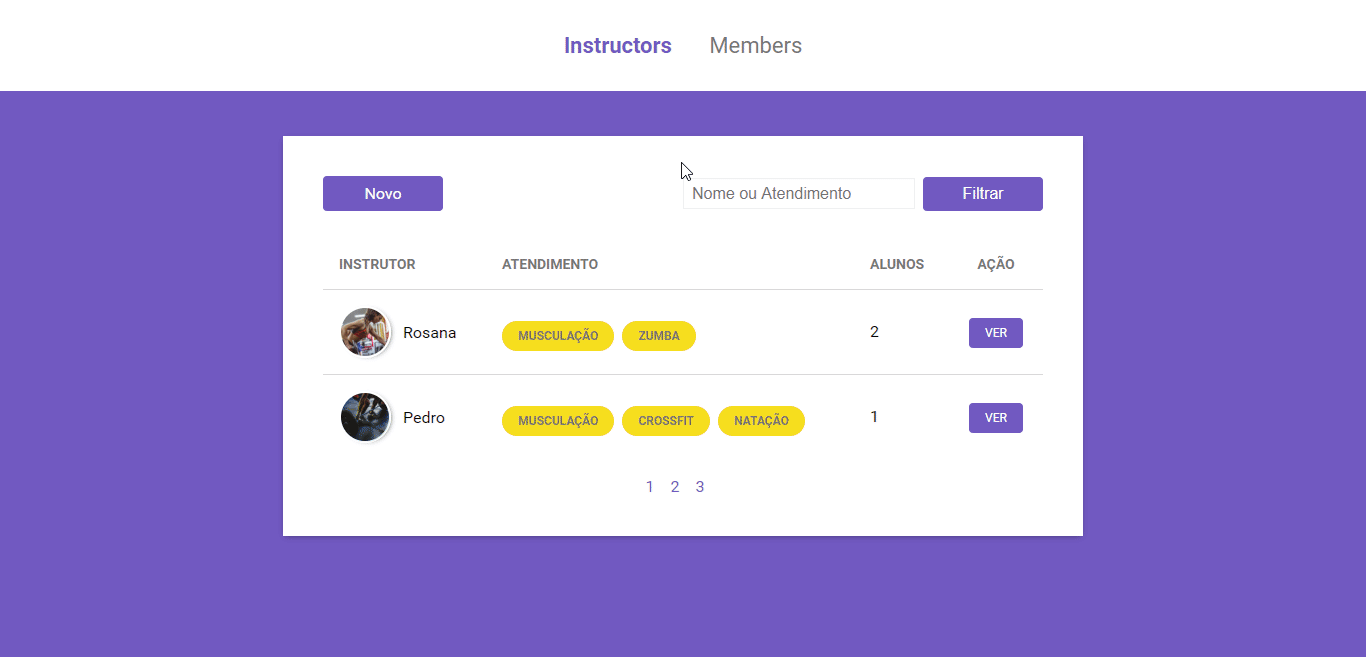 Instructors Members
Novo Nome ou Atendimento Filtrar
INSTRUTOR ATENDIMENTO ALUNOS AÇÃO
Rosana MUSCULAÇÃO ZUMBA 2 VER
Pedro MUSCULAÇÃO CROSSFIT NATAÇÃO 1 VER
1 2 3